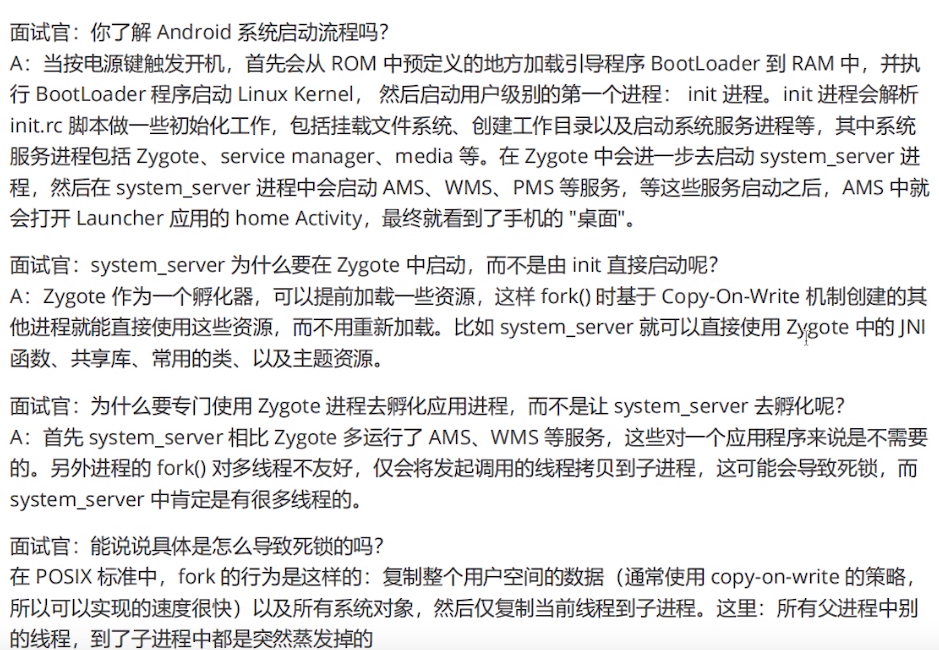 面试官：你了解 Android 系统启动流程吗？
A：当按电源键触发开机，首先会从 ROM 中预定义的地方加载引导程序 BootLoader 到 RAM 中，并执
行 BootLoader 程序启动 Linux Kernel， 然后启动用户级别的第一个进程： init 进程。init 进程会解析
init.rc 脚本做一些初始化工作，包括挂载文件系统、创建工作目录以及启动系统服务进程等，其中系统
服务进程包括 Zygote、service manager、media 等。在 Zygote 中会进一步去启动 system_server 进
程，然后在 system_server 进程中会启动 AMS、WMS、PMS 等服务，等这些服务启动之后，AMS 中就
会打开 Launcher 应用的 home Activity，最终就看到了手机的 "桌面"。
面试官：system_server 为什么要在 Zygote 中启动，而不是由 init 直接启动呢？
A：Zygote 作为一个孵化器，可以提前加载一些资源，这样 fork() 时基于 Copy-On-Write 机制创建的其
他进程就能直接使用这些资源，而不用重新加载。比如 system_server 就可以直接使用 Zygote 中的 JNI
函数、共享库、常用的类、以及主题资源。
面试官：为什么要专门使用 Zygote 进程去孵化应用进程，而不是让 system_server 去孵化呢？
A：首先 system_server 相比 Zygote 多运行了 AMS、WMS 等服务，这些对一个应用程序来说是不需要
的。另外进程的 fork() 对多线程不友好，仅会将发起调用的线程拷贝到子进程，这可能会导致死锁，而
system_server 中肯定是有很多线程的。
面试官：能说说具体是怎么导致死锁的吗？
在 POSIX 标准中，fork 的行为是这样的：复制整个用户空间的数据（通常使用 copy-on-write 的策略，
所以可以实现的速度很快）以及所有系统对象，然后仅复制当前线程到子进程。这里：所有父进程中别
的线程，到了子进程中都是突然蒸发掉的